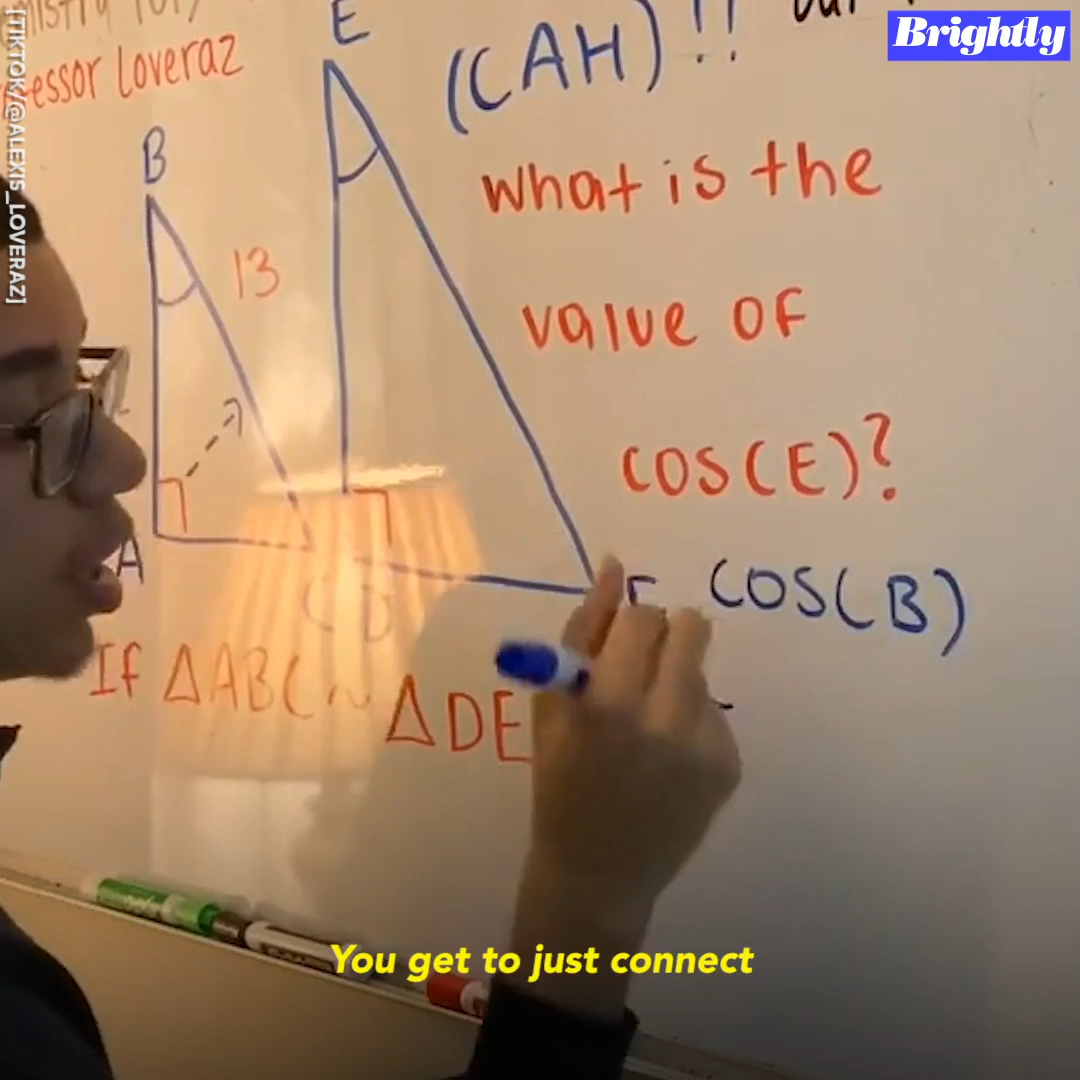 [TIKTOK/@ALEXIS_LOVERAZ]
Brightly
essor Loveraz
(CAH)!!
E
B
13
What is the
value of
COS(E)?
A
C D
COS(B)
If ΔABC ~ ΔDE
You get to just connect